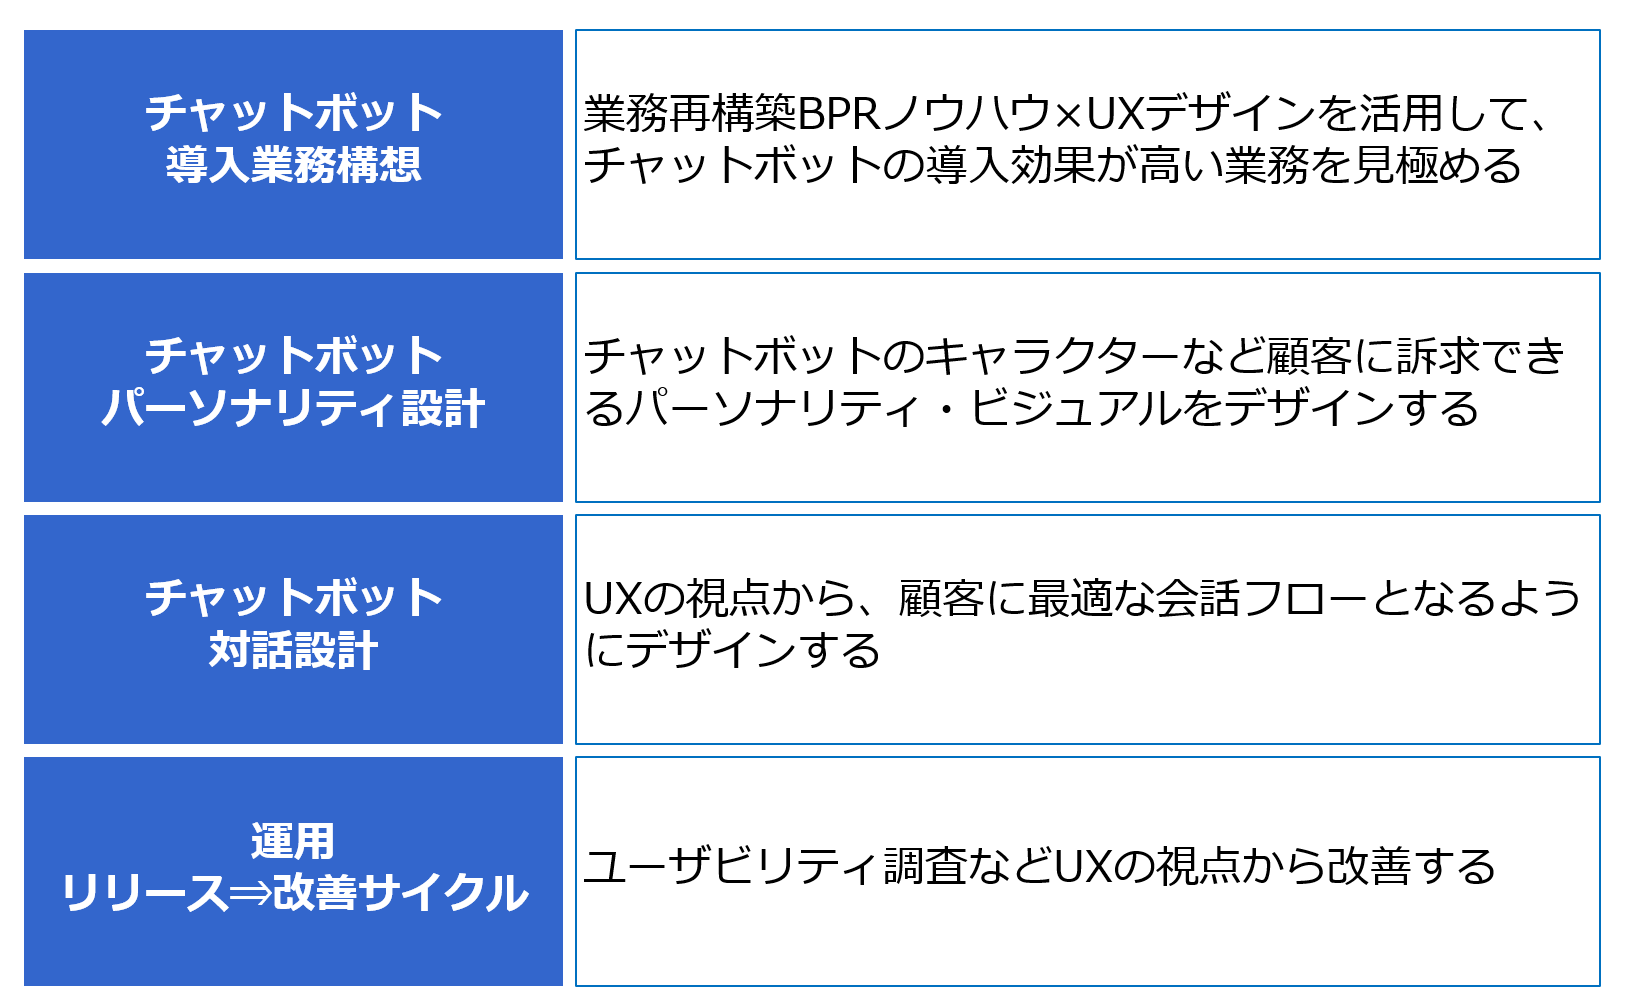 チャットボット
導入業務構想
業務再構築BPRノウハウ×UXデザインを活用して、
チャットボットの導入効果が高い業務を見極める
チャットボット
パーソナリティ設計
チャットボットのキャラクターなど顧客に訴求でき
るパーソナリティ・ビジュアルをデザインする
チャットボット
対話設計
UXの視点から、顧客に最適な会話フローとなるよう
にデザインする
運用
リリース⇒改善サイクル
ユーザビリティ調査などUXの視点から改善する